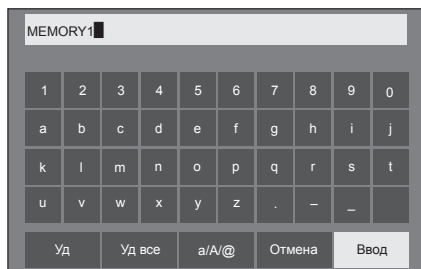 MEMORY1
1 2 3 4 5 6 7 8 9 0
a b c d e f g h i j
k l m n o p q r s t
u v w x y z . – _
Уд Уд все a/A/@ Отмена Ввод